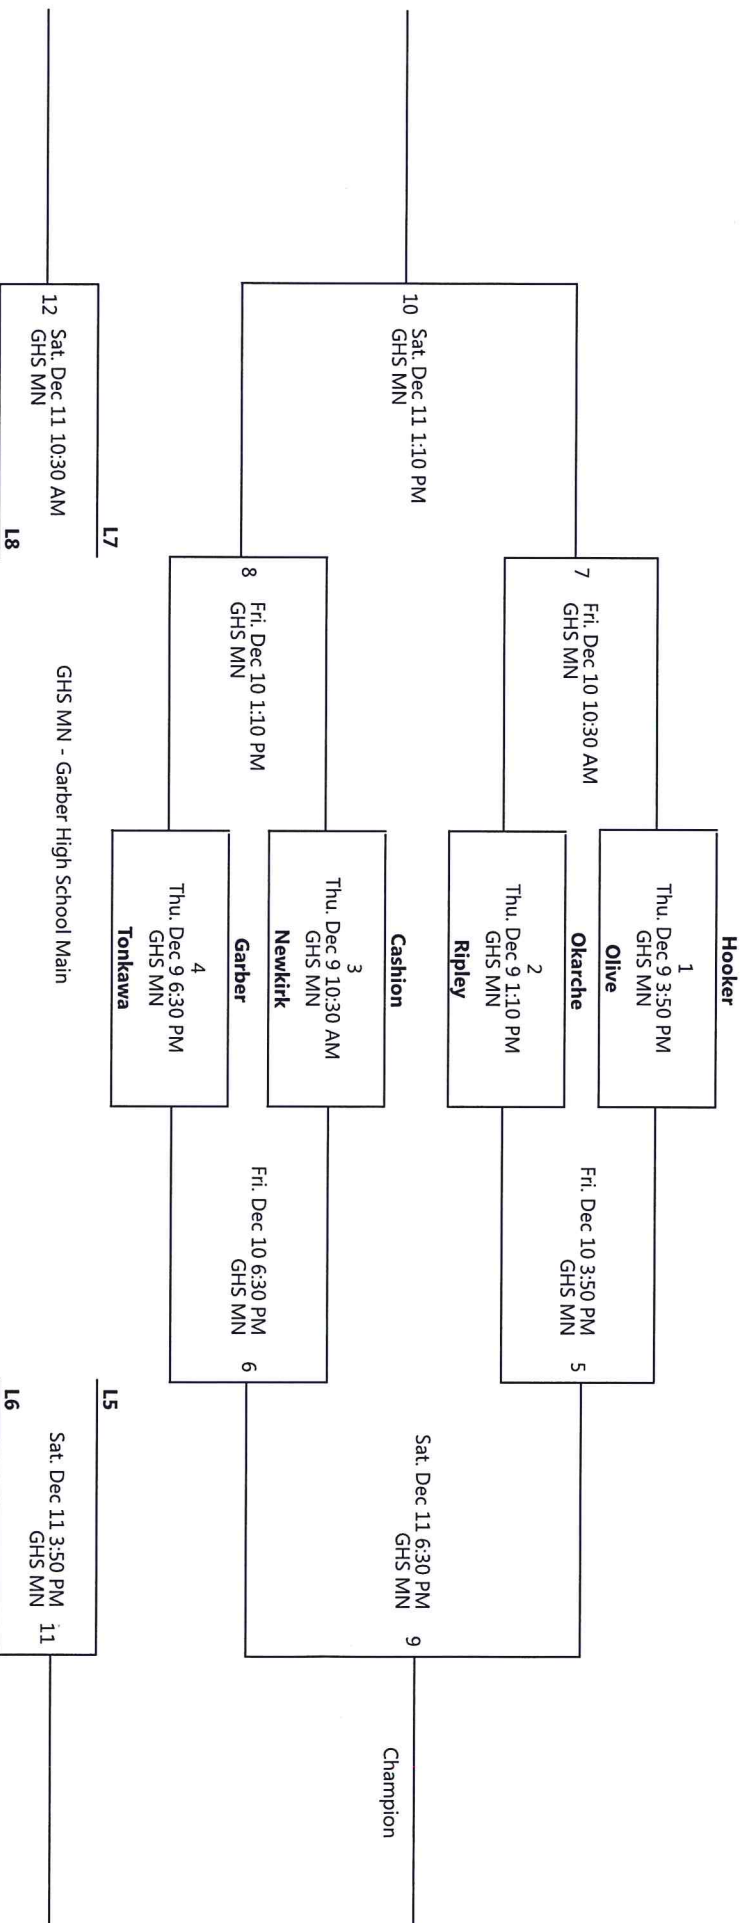 Hooker
1
Thu. Dec 9 3:50 PM
GHS MN
Olive
Okarche
2
Thu. Dec 9 1:10 PM
GHS MN
Ripley
Cashion
3
Thu. Dec 9 10:30 AM
GHS MN
Newkirk
Garber
4
Thu. Dec 9 6:30 PM
GHS MN
Tonkawa
7 Fri. Dec 10 10:30 AM
GHS MN
8 Fri. Dec 10 1:10 PM
GHS MN
10 Sat. Dec 11 1:10 PM
GHS MN
Fri. Dec 10 3:50 PM
GHS MN 5
Fri. Dec 10 6:30 PM
GHS MN 6
Sat. Dec 11 6:30 PM
GHS MN 9
Champion
L7
12 Sat. Dec 11 10:30 AM
GHS MN
L8
GHS MN - Garber High School Main
L5
Sat. Dec 11 3:50 PM
GHS MN 11
L6